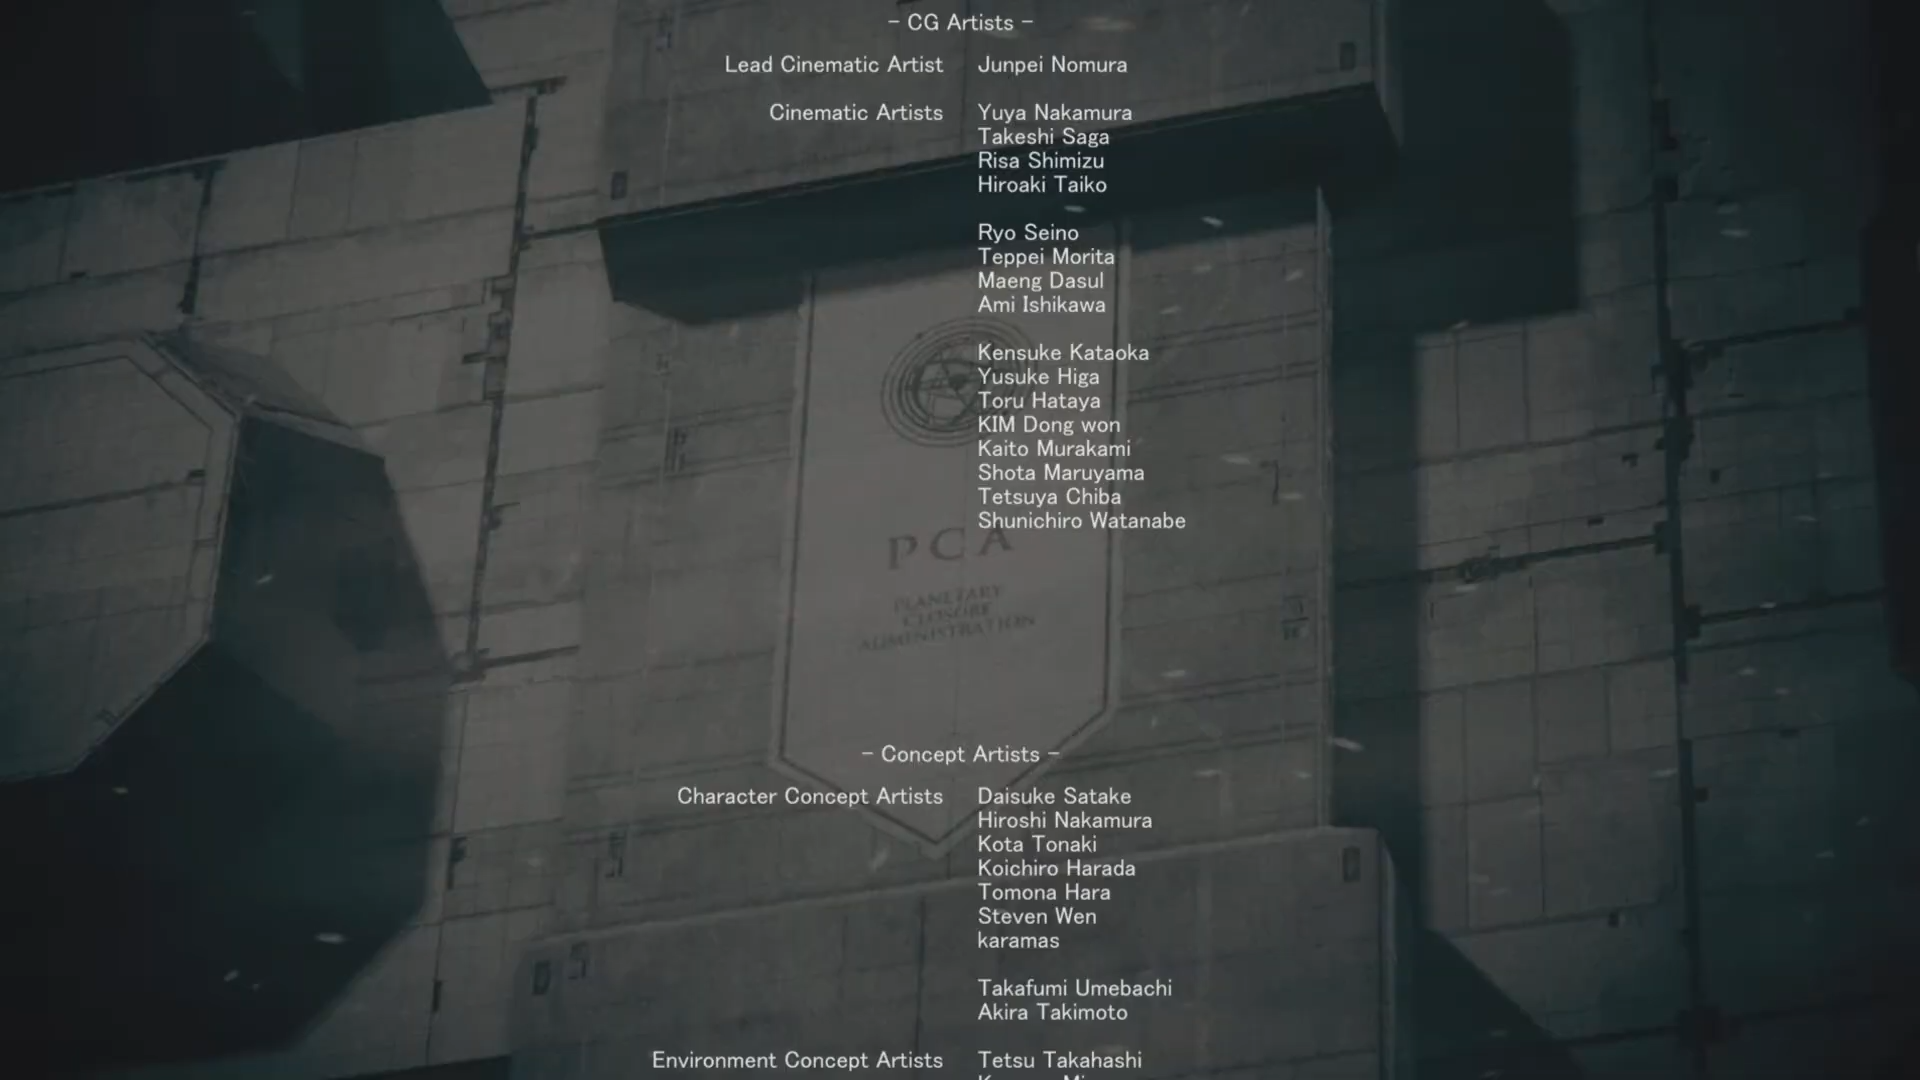 - CG Artists -
Lead Cinematic Artist Junpei Nomura
Cinematic Artists Yuya Nakamura
Takeshi Saga
Risa Shimizu
Hiroaki Taiko
Ryo Seino
Teppei Morita
Maeng Dasul
Ami Ishikawa
Kensuke Kataoka
Yusuke Higa
Toru Hataya
KIM Dong won
Kaito Murakami
Shota Maruyama
Tetsuya Chiba
Shunichiro Watanabe
PCA
PLANETARY
CLOSURE
ADMINISTRATION
- Concept Artists -
Character Concept Artists Daisuke Satake
Hiroshi Nakamura
Kota Tonaki
Koichiro Harada
Tomona Hara
Steven Wen
karamas
Takafumi Umebachi
Akira Takimoto
Environment Concept Artists Tetsu Takahashi